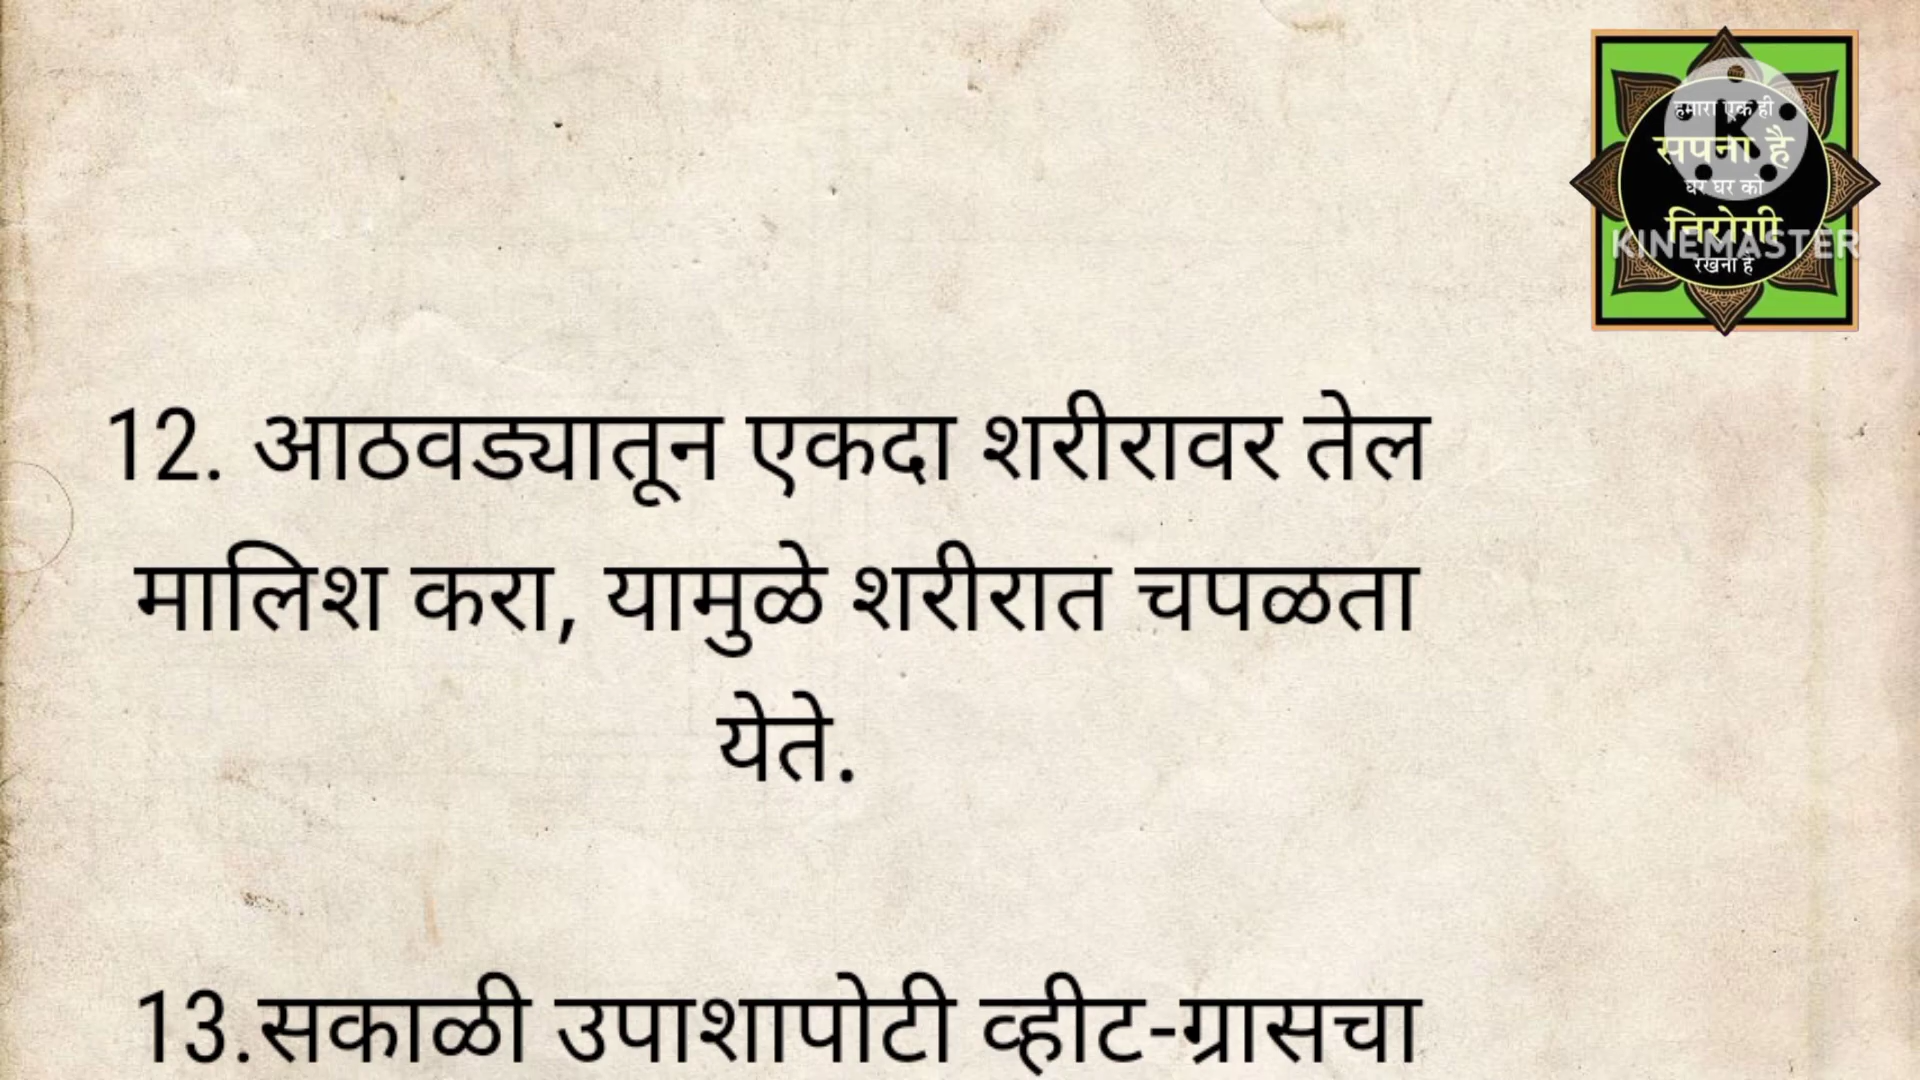 हमारा एक ही
सपना है
घर घर को
निरोगी
रखना है
KINEMASTER
12. आठवड्यातून एकदा शरीरावर तेल
मालिश करा, यामुळे शरीरात चपळता
येते.
13.सकाळी उपाशापोटी व्हीट-ग्रासचा